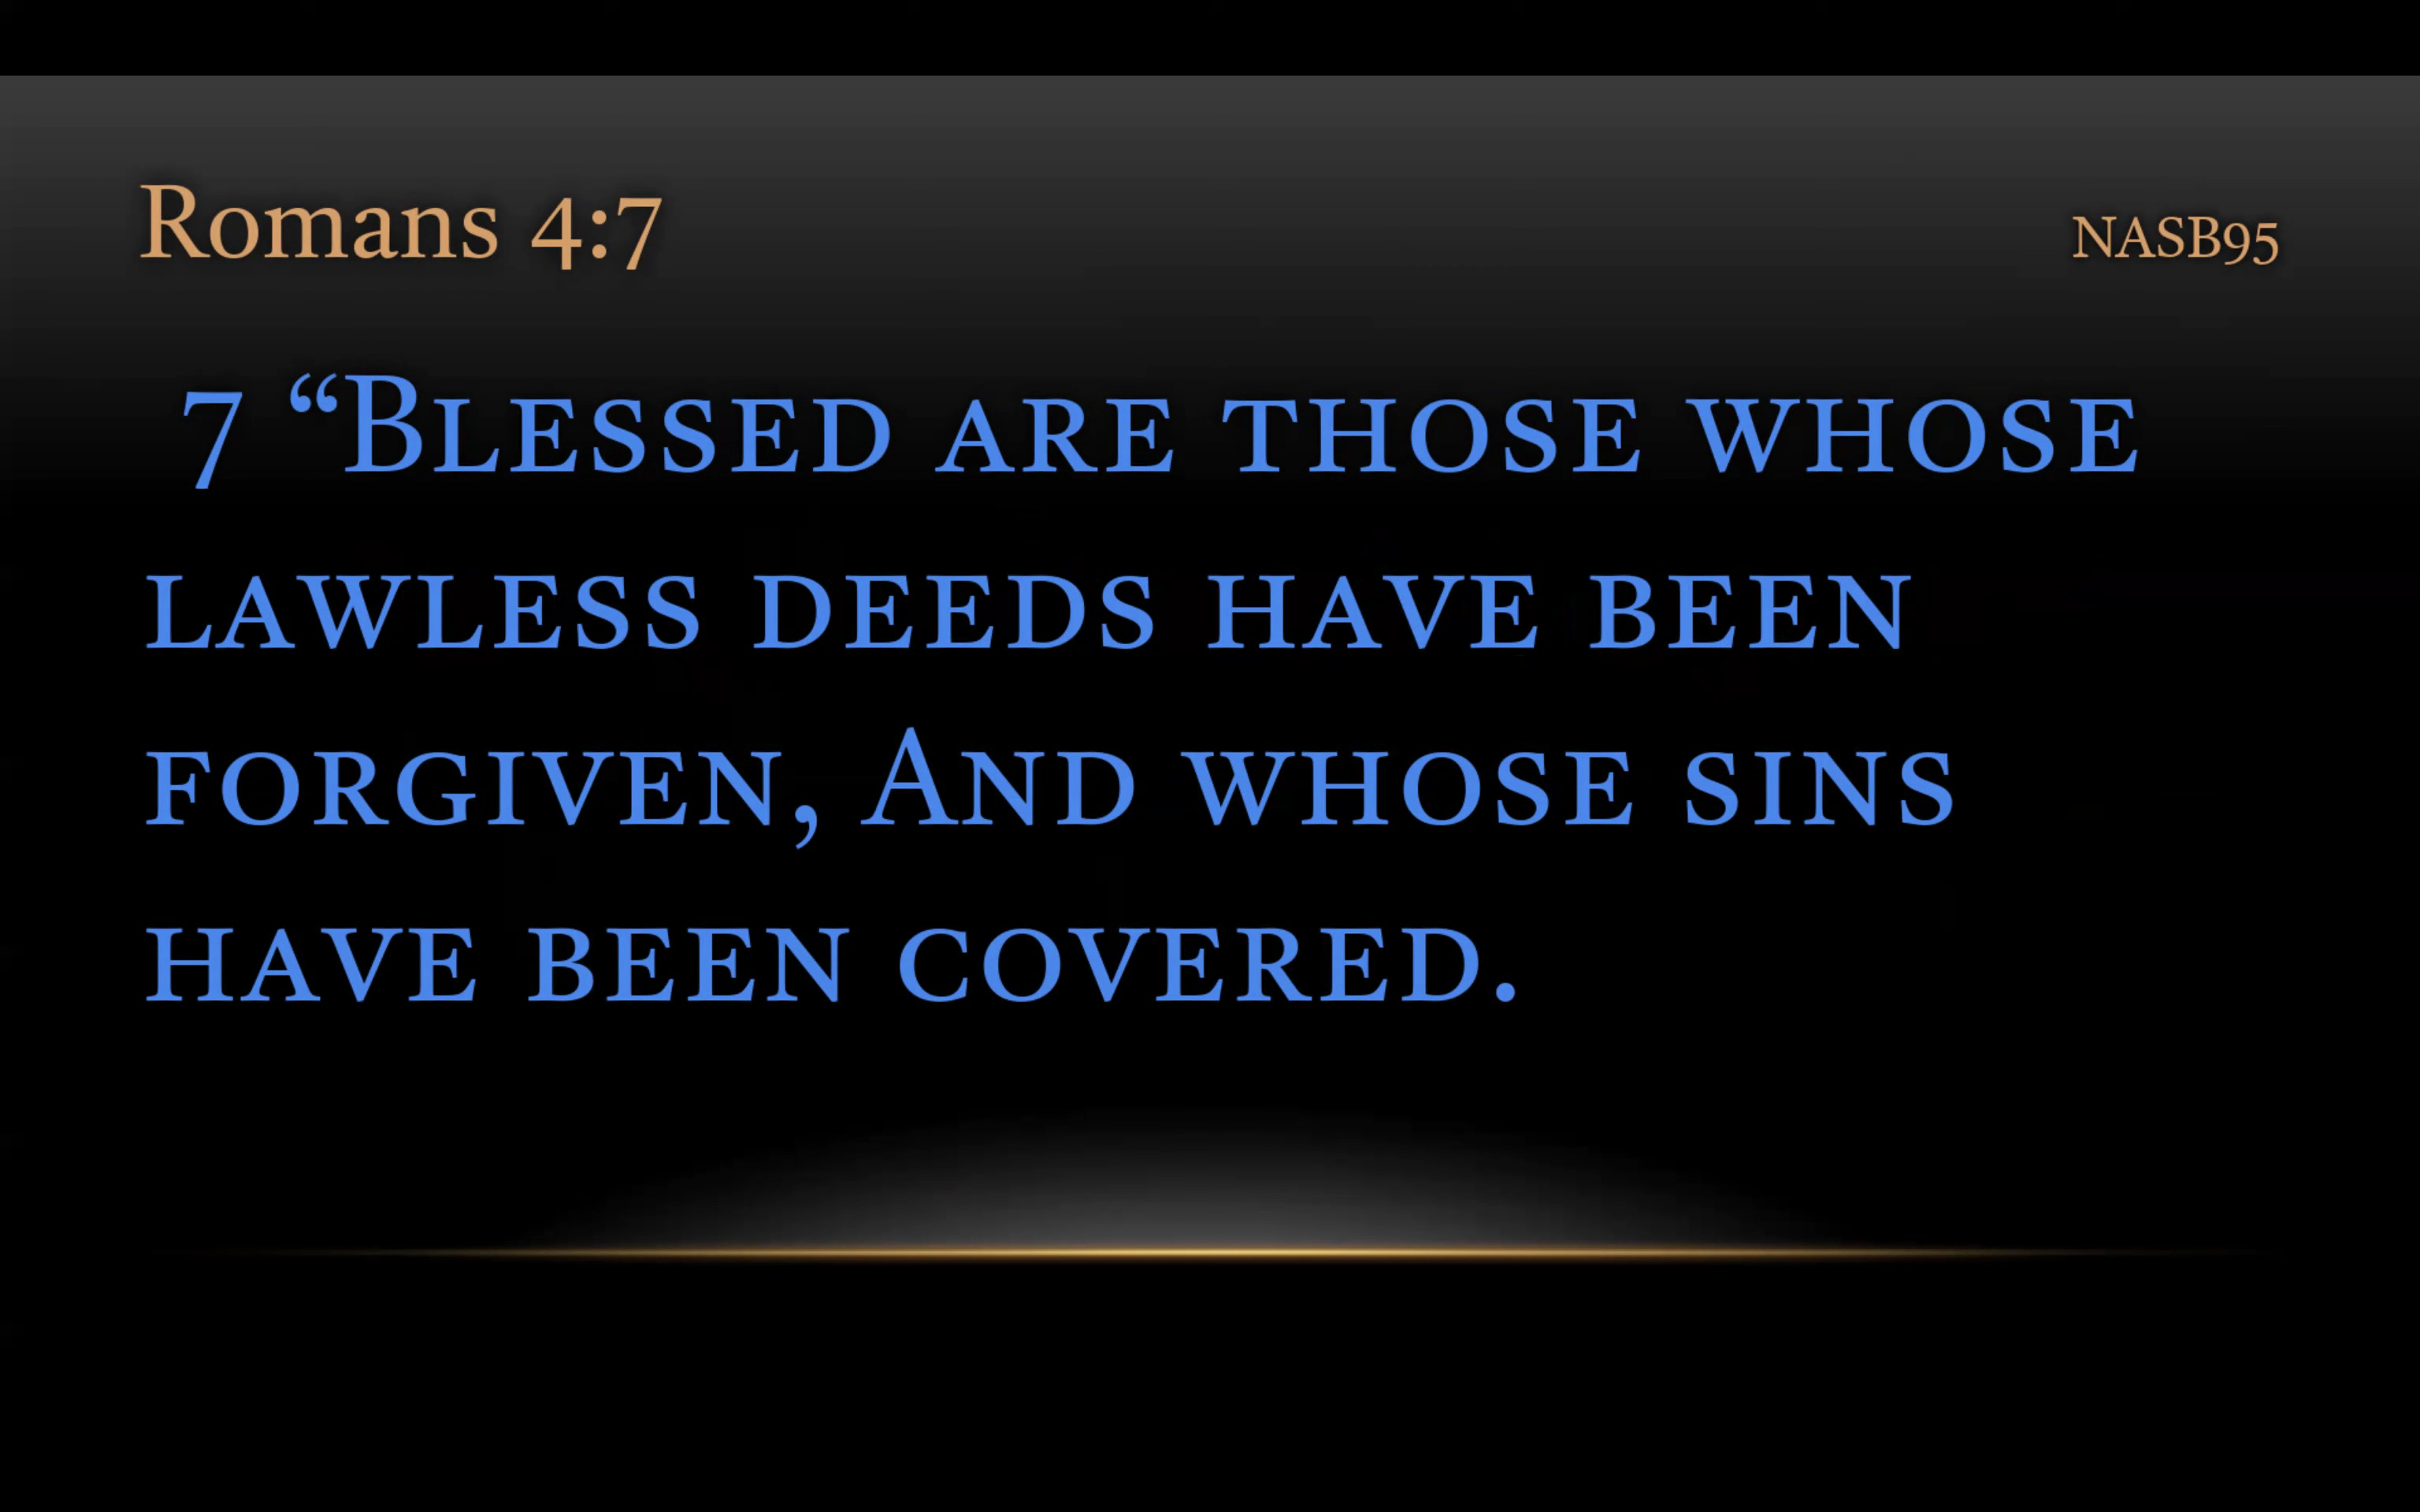 Romans 4:7
NASB95
7 “Blessed are those whose
lawless deeds have been
forgiven, And whose sins
have been covered.